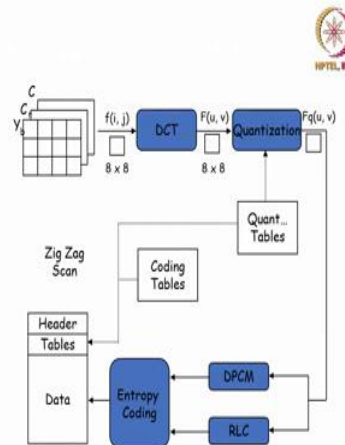 NPTEL
C
C r
Y b
f(i, j)
8 x 8
DCT
F(u, v)
8 x 8
Quantization
Fq(u, v)
Quant...
Tables
Coding
Tables
Zig Zag
Scan
Header
Tables
Data
Entropy
Coding
DPCM
RLC